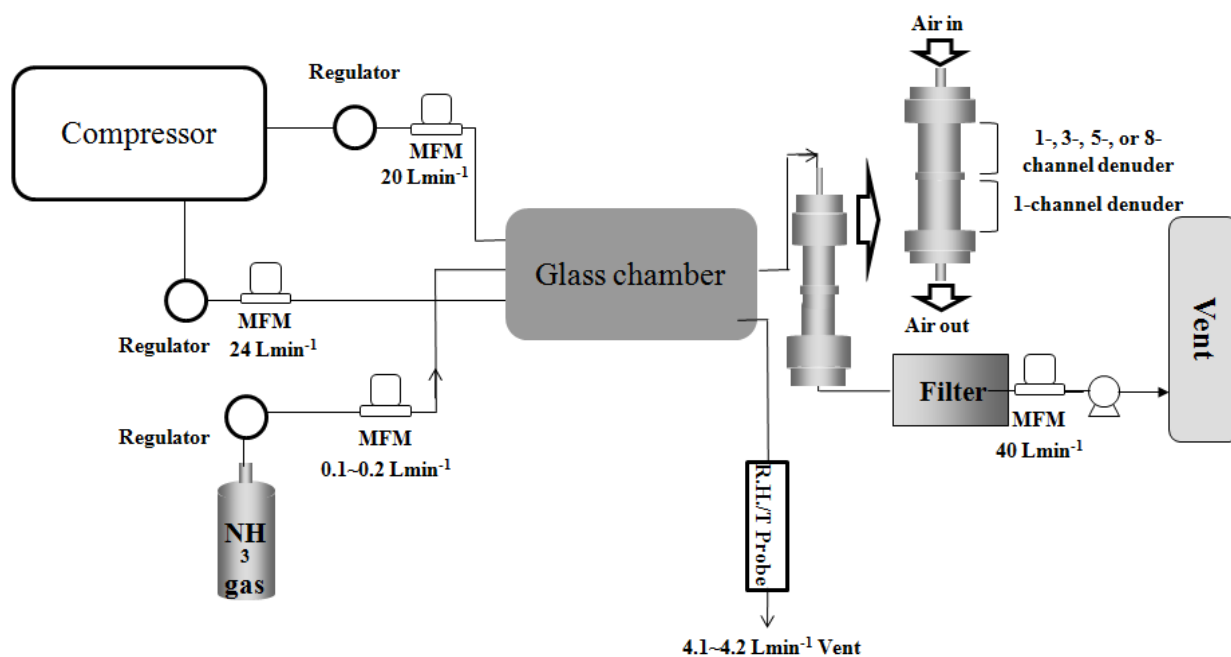 Air in
Regulator
Compressor
MFM
20 Lmin-1
1-, 3-, 5-, or 8-
channel denuder
1-channel denuder
Glass chamber
Regulator
MFM
24 Lmin-1
Air out
Vent
Filter
MFM
40 Lmin-1
Regulator
MFM
0.1~0.2 Lmin-1
NH
3
gas
R.H./T Probe
4.1~4.2 Lmin-1 Vent